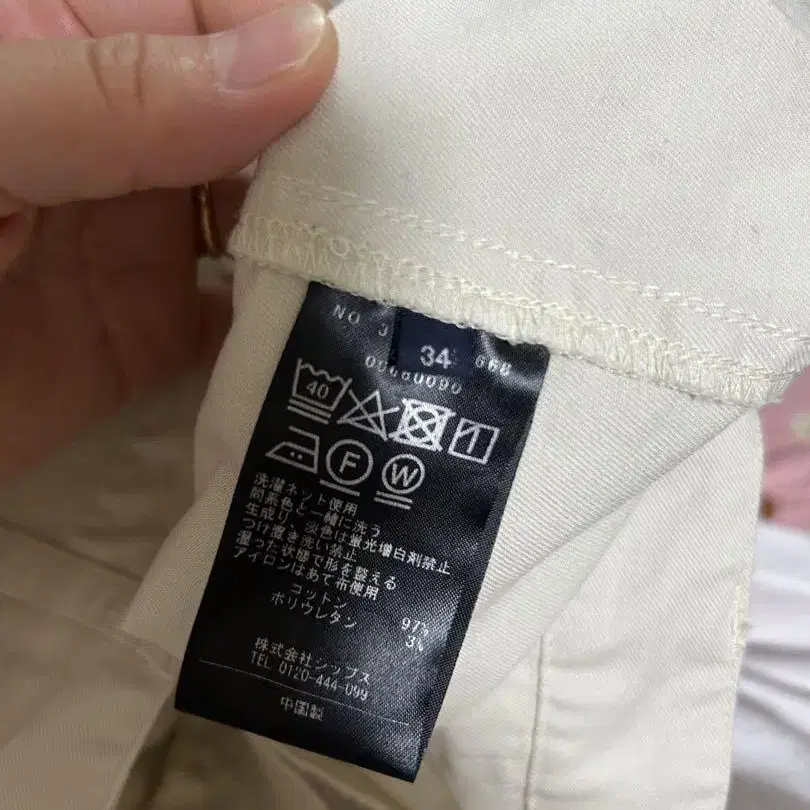 NO 3
34
668
00680090
40
F
W
洗濯ネット使用
同系色と一緒に洗う
生成り、淡色は蛍光増白剤禁止
つけ置き洗い禁止
湿った状態で形を整える
アイロンはあて布使用
コットン 97%
ポリウレタン 3%
株式会社シップス
TEL 0120-444-099
中国製